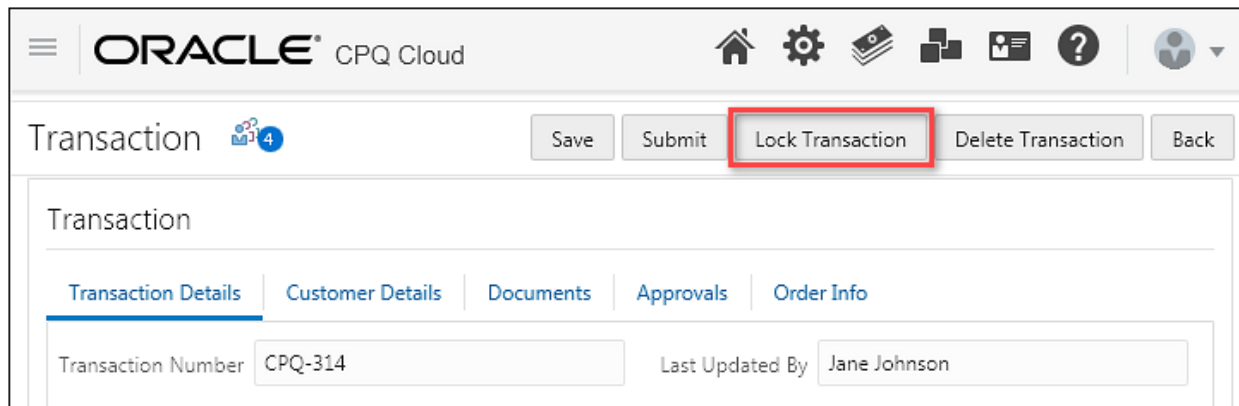 ORACLE® CPQ Cloud
Transaction 4 Save Submit Lock Transaction Delete Transaction Back
Transaction
Transaction Details Customer Details Documents Approvals Order Info
Transaction Number CPQ-314 Last Updated By Jane Johnson